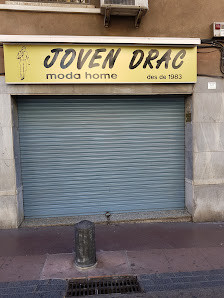 JOVEN DRAC
moda home
des de 1983